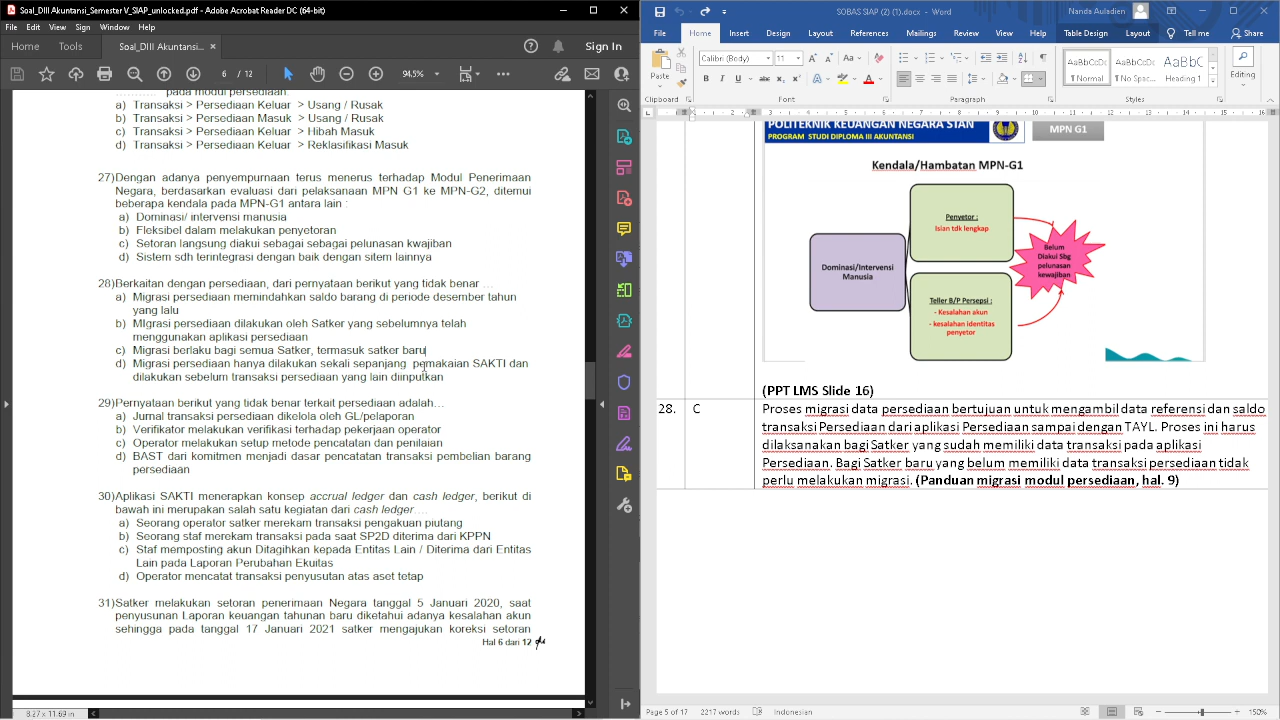 Soal_DIII Akuntansi_Semester V_SIAP_unlocked.pdf - Adobe Acrobat Reader DC (64-bit)
File Edit View Sign Window Help
Home Tools Soal_DIII Akuntansi... × Sign In
6 / 12 94.5%
.......... pada modul persediaan.
a) Transaksi > Persediaan Keluar > Usang / Rusak
b) Transaksi > Persediaan Masuk > Usang / Rusak
c) Transaksi > Persediaan Keluar > Hibah Masuk
d) Transaksi > Persediaan Keluar > Reklasifikasi Masuk
27)Dengan adanya penyempurnaan terus menerus terhadap Modul Penerimaan
Negara, berdasarkan evaluasi dari pelaksanaan MPN G1 ke MPN-G2, ditemui
beberapa kendala pada MPN-G1 antara lain :
a) Dominasi/ intervensi manusia
b) Fleksibel dalam melakukan penyetoran
c) Setoran langsung diakui sebagai sebagai pelunasan kwajiban
d) Sistem sdh terintegrasi dengan baik dengan sitem lainnya
28)Berkaitan dengan persediaan, dari pernyataan berikut yang tidak benar ...
a) Migrasi persediaan memindahkan saldo barang di periode desember tahun
yang lalu
b) MIgrasi persediaan dilakukan oleh Satker yang sebelumnya telah
menggunakan aplikasi persediaan
c) Migrasi berlaku bagi semua Satker, termasuk satker baru
d) Migrasi persediaan hanya dilakukan sekali sepanjang pemakaian SAKTI dan
dilakukan sebelum transaksi persediaan yang lain diinputkan
29)Pernyataan berikut yang tidak benar terkait persediaan adalah...
a) Jurnal transaksi persediaan dikelola oleh GL/pelaporan
b) Verifikator melakukan verifikasi terhadap pekerjaan operator
c) Operator melakukan setup metode pencatatan dan penilaian
d) BAST dari komitmen menjadi dasar pencatatan transaksi pembelian barang
persediaan
30)Aplikasi SAKTI menerapkan konsep accrual ledger dan cash ledger, berikut di
bawah ini merupakan salah satu kegiatan dari cash ledger....
a) Seorang operator satker merekam transaksi pengakuan piutang
b) Seorang staf merekam transaksi pada saat SP2D diterima dari KPPN
c) Staf memposting akun Ditagihkan kepada Entitas Lain / Diterima dari Entitas
Lain pada Laporan Perubahan Ekuitas
d) Operator mencatat transaksi penyusutan atas aset tetap
31)Satker melakukan setoran penerimaan Negara tanggal 5 Januari 2020, saat
penyusunan Laporan keuangan tahunan baru diketahui adanya kesalahan akun
sehingga pada tanggal 17 Januari 2021 satker mengajukan koreksi setoran
Hal 6 dari 12
8.27 x 11.69 in
SOBAS SIAP (2) (1).docx - Word Nanda Auladien
File Home Insert Design Layout References Mailings Review View Help Table Design Layout Tell me Share
Calibri (Body) 11
Paste
Normal No Spac... Heading 1 Editing
Clipboard Font Paragraph Styles
POLITEKNIK KEUANGAN NEGARA STAN
PROGRAM STUDI DIPLOMA III AKUNTANSI
MPN G1
Kendala/Hambatan MPN-G1
Penyetor :
Isian tdk lengkap
Dominasi/Intervensi
Manusia
Belum
Diakui Sbg
pelunasan
kewajiban
Teller B/P Persepsi :
- Kesalahan akun
- kesalahan identitas
penyetor
(PPT LMS Slide 16)
28. C Proses migrasi data persediaan bertujuan untuk mengambil data referensi dan saldo
transaksi Persediaan dari aplikasi Persediaan sampai dengan TAYL. Proses ini harus
dilaksanakan bagi Satker yang sudah memiliki data transaksi pada aplikasi
Persediaan. Bagi Satker baru yang belum memiliki data transaksi persediaan tidak
perlu melakukan migrasi. (Panduan migrasi modul persediaan, hal. 9)
Page 5 of 17 2217 words Indonesian 150%